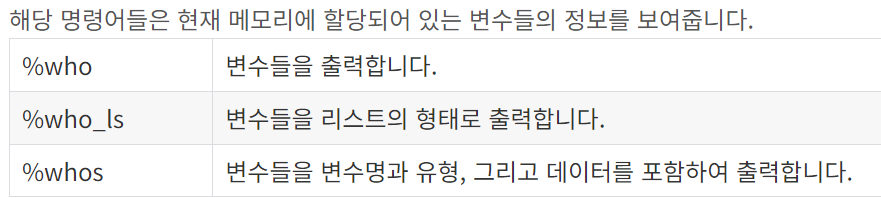 해당 명령어들은 현재 메모리에 할당되어 있는 변수들의 정보를 보여줍니다.
%who 변수들을 출력합니다.
%who_ls 변수들을 리스트의 형태로 출력합니다.
%whos 변수들을 변수명과 유형, 그리고 데이터를 포함하여 출력합니다.